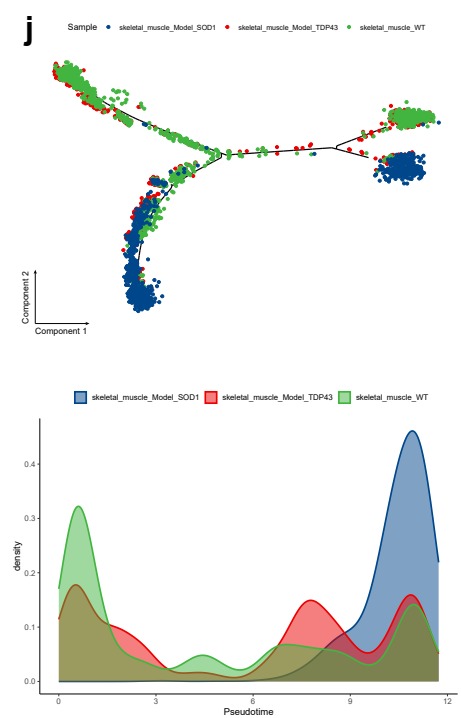 j
Sample skeletal_muscle_Model_SOD1 skeletal_muscle_Model_TDP43 skeletal_muscle_WT
Component 2
Component 1
skeletal_muscle_Model_SOD1 skeletal_muscle_Model_TDP43 skeletal_muscle_WT
0.4
0.3
density
0.2
0.1
0.0
0 3 6 9 12
Pseudotime